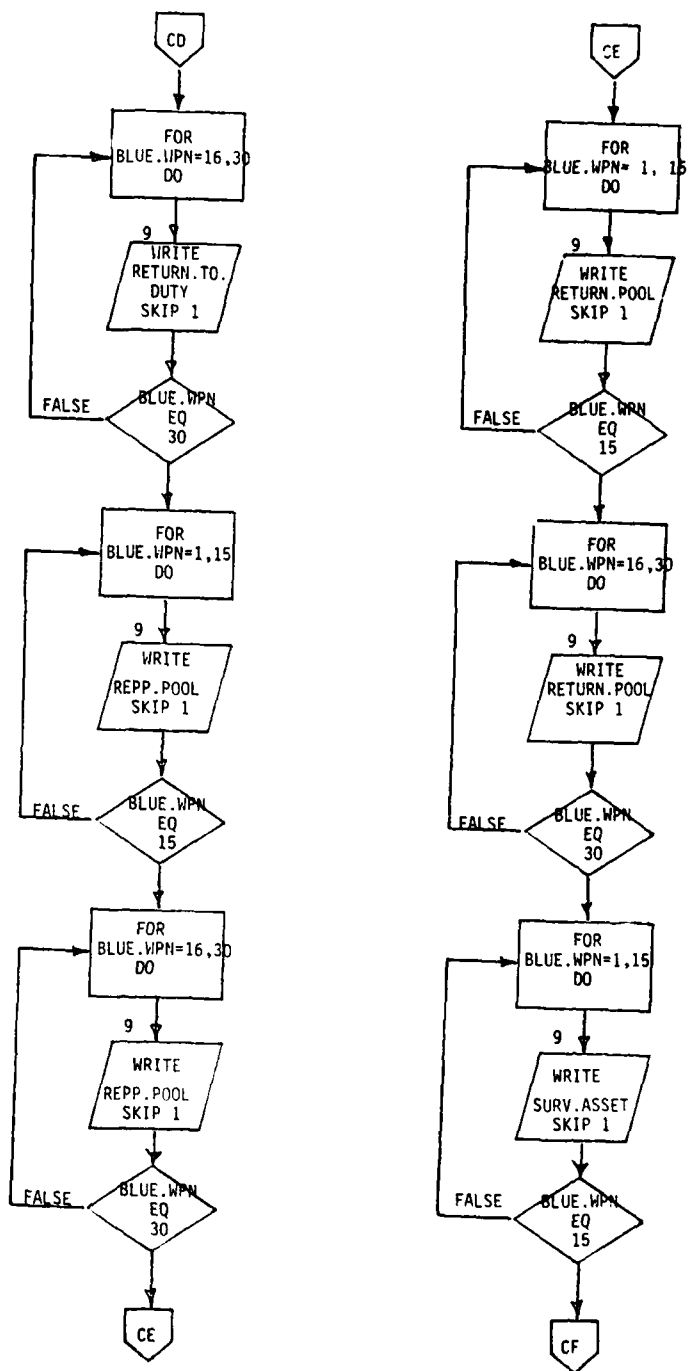 CD
FOR
BLUE.WPN=16,30
DO
9
WRITE
RETURN.TO.
DUTY
SKIP 1
FALSE
BLUE.WPN
EQ
30
FOR
BLUE.WPN=1,15
DO
9
WRITE
REPP.POOL
SKIP 1
FALSE
BLUE.WPN
EQ
15
FOR
BLUE.WPN=16,30
DO
9
WRITE
REPP.POOL
SKIP 1
FALSE
BLUE.WPN
EQ
30
CE
CE
FOR
BLUE.WPN= 1, 15
DO
9
WRITE
RETURN.POOL
SKIP 1
FALSE
BLUE.WPN
EQ
15
FOR
BLUE.WPN=16,30
DO
9
WRITE
RETURN.POOL
SKIP 1
FALSE
BLUE.WPN
EQ
30
FOR
BLUE.WPN=1,15
DO
9
WRITE
SURV.ASSET
SKIP 1
FALSE
BLUE.WPN
EQ
15
CF